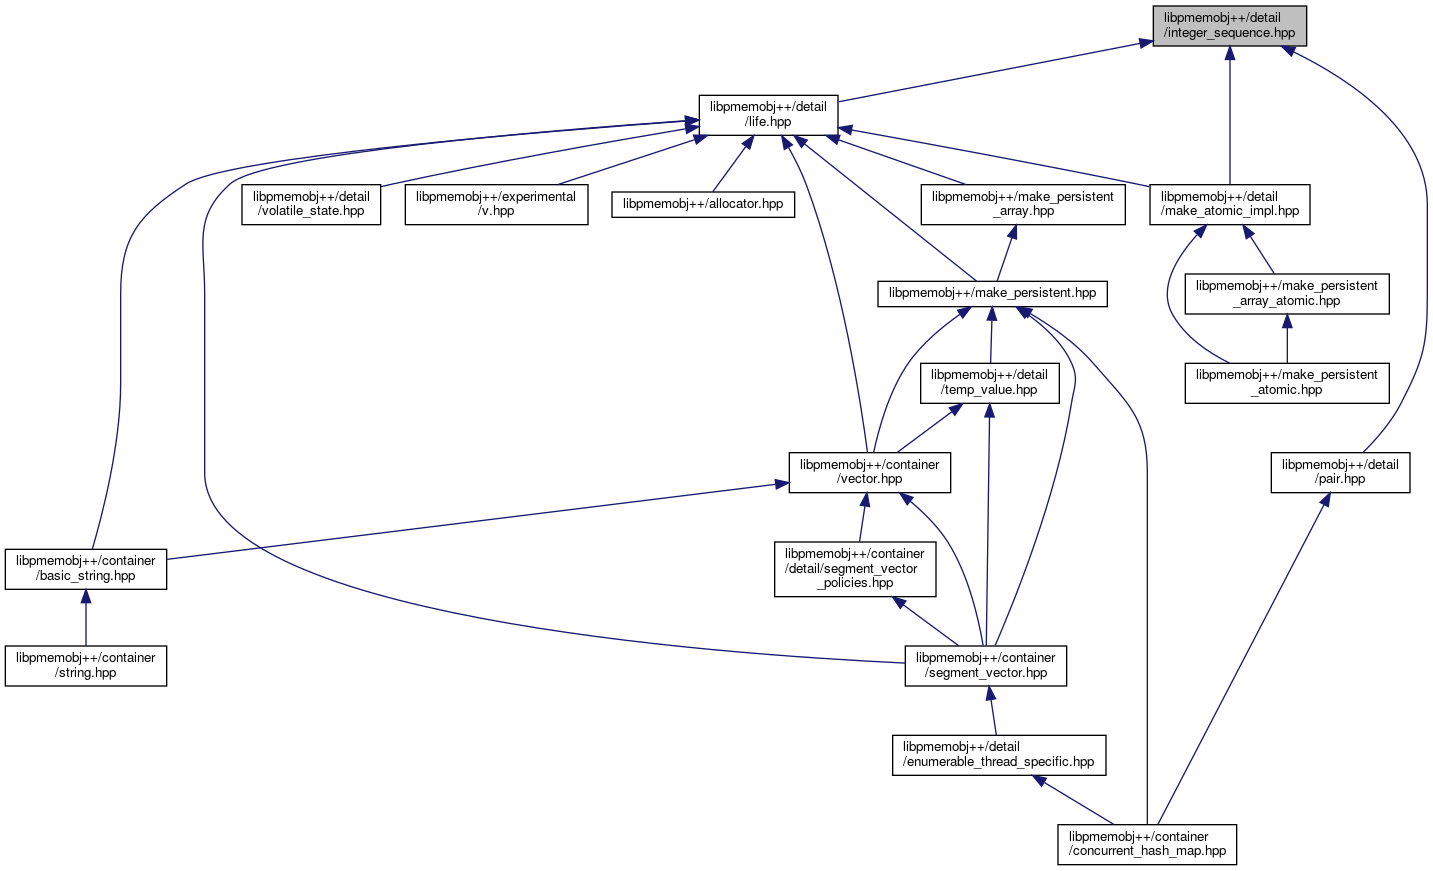 libpmemobj++/detail
/integer_sequence.hpp
libpmemobj++/detail
/life.hpp
libpmemobj++/detail
/volatile_state.hpp
libpmemobj++/experimental
/v.hpp
libpmemobj++/allocator.hpp
libpmemobj++/make_persistent
_array.hpp
libpmemobj++/detail
/make_atomic_impl.hpp
libpmemobj++/make_persistent.hpp
libpmemobj++/make_persistent
_array_atomic.hpp
libpmemobj++/detail
/temp_value.hpp
libpmemobj++/make_persistent
_atomic.hpp
libpmemobj++/container
/vector.hpp
libpmemobj++/detail
/pair.hpp
libpmemobj++/container
/basic_string.hpp
libpmemobj++/container
/detail/segment_vector
_policies.hpp
libpmemobj++/container
/string.hpp
libpmemobj++/container
/segment_vector.hpp
libpmemobj++/detail
/enumerable_thread_specific.hpp
libpmemobj++/container
/concurrent_hash_map.hpp